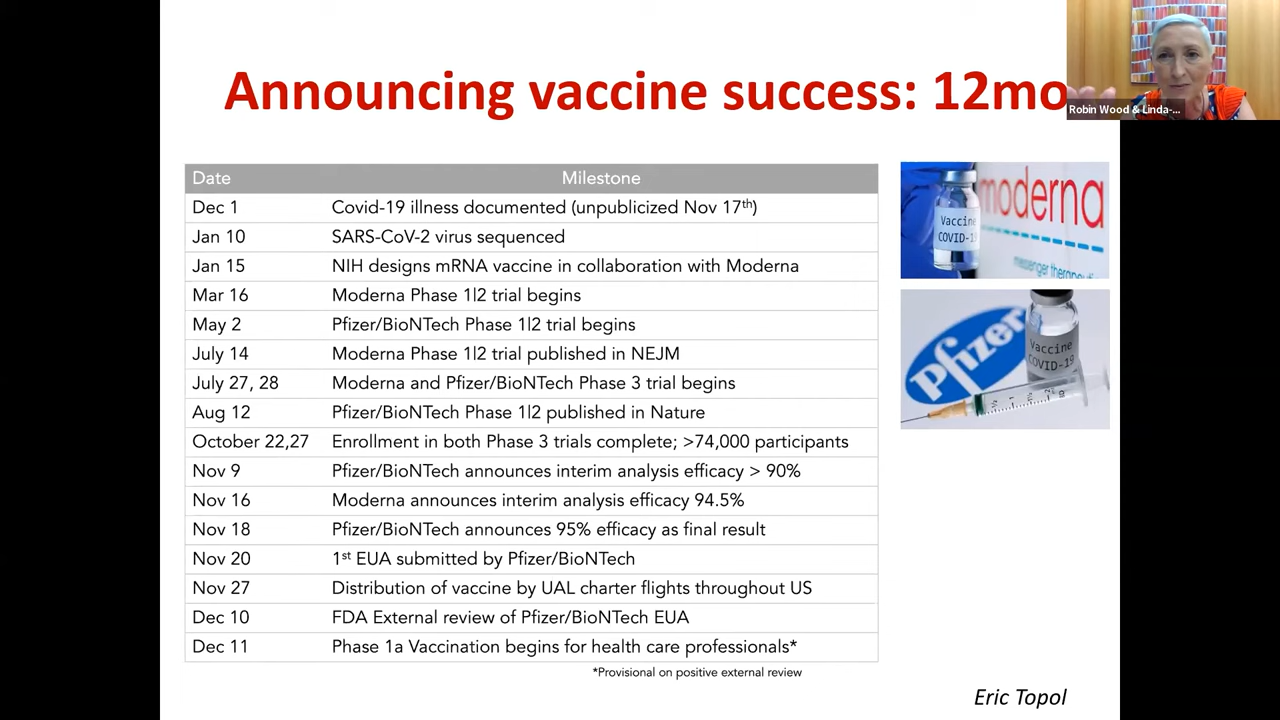 Announcing vaccine success: 12mo
Robin Wood & Linda-...
Date Milestone
Dec 1 Covid-19 illness documented (unpublicized Nov 17th)
Jan 10 SARS-CoV-2 virus sequenced
Jan 15 NIH designs mRNA vaccine in collaboration with Moderna
Mar 16 Moderna Phase 1|2 trial begins
May 2 Pfizer/BioNTech Phase 1|2 trial begins
July 14 Moderna Phase 1|2 trial published in NEJM
July 27, 28 Moderna and Pfizer/BioNTech Phase 3 trial begins
Aug 12 Pfizer/BioNTech Phase 1|2 published in Nature
October 22,27 Enrollment in both Phase 3 trials complete; >74,000 participants
Nov 9 Pfizer/BioNTech announces interim analysis efficacy > 90%
Nov 16 Moderna announces interim analysis efficacy 94.5%
Nov 18 Pfizer/BioNTech announces 95% efficacy as final result
Nov 20 1st EUA submitted by Pfizer/BioNTech
Nov 27 Distribution of vaccine by UAL charter flights throughout US
Dec 10 FDA External review of Pfizer/BioNTech EUA
Dec 11 Phase 1a Vaccination begins for health care professionals*
*Provisional on positive external review
moderna
Vaccine
COVID-19
messenger
Pfizer
Vaccine
COVID-19
Eric Topol